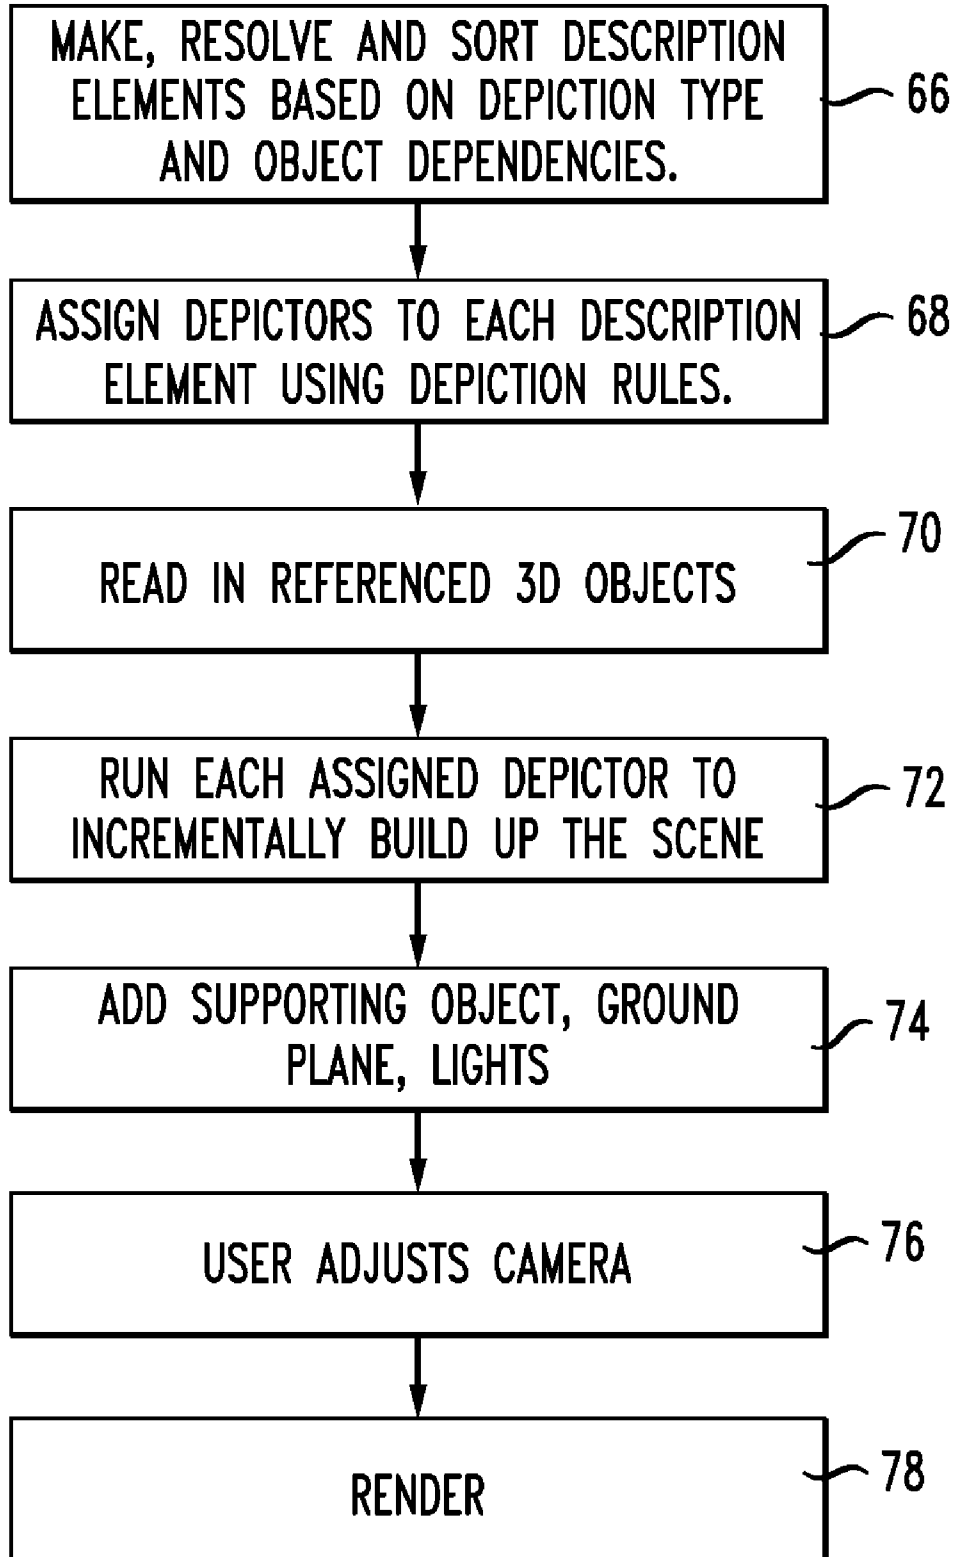 MAKE, RESOLVE AND SORT DESCRIPTION
ELEMENTS BASED ON DEPICTION TYPE
AND OBJECT DEPENDENCIES.
66
ASSIGN DEPICTORS TO EACH DESCRIPTION
ELEMENT USING DEPICTION RULES.
68
READ IN REFERENCED 3D OBJECTS
70
RUN EACH ASSIGNED DEPICTOR TO
INCREMENTALLY BUILD UP THE SCENE
72
ADD SUPPORTING OBJECT, GROUND
PLANE, LIGHTS
74
USER ADJUSTS CAMERA
76
RENDER
78